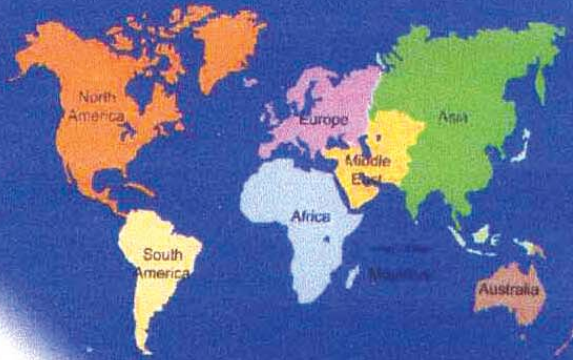 North
America
Europe
Asia
Middle
East
Africa
South
America
Australia